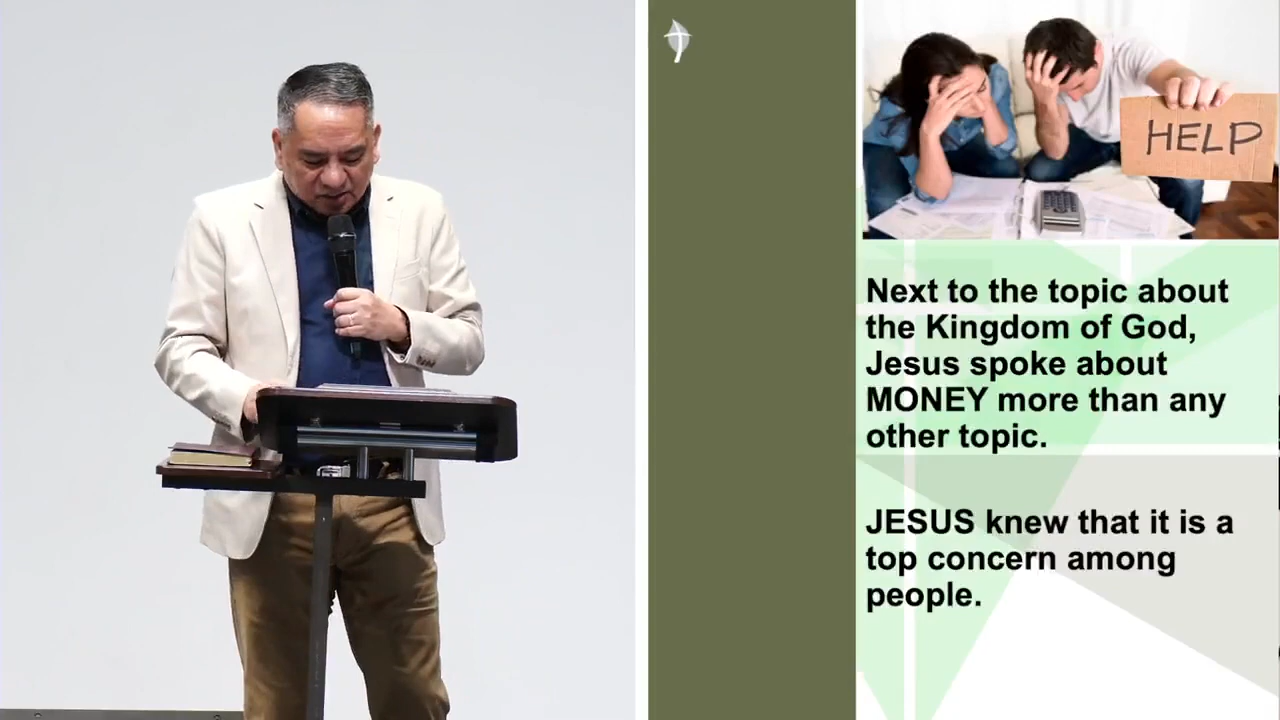 HELP
Next to the topic about
the Kingdom of God,
Jesus spoke about
MONEY more than any
other topic.
JESUS knew that it is a
top concern among
people.